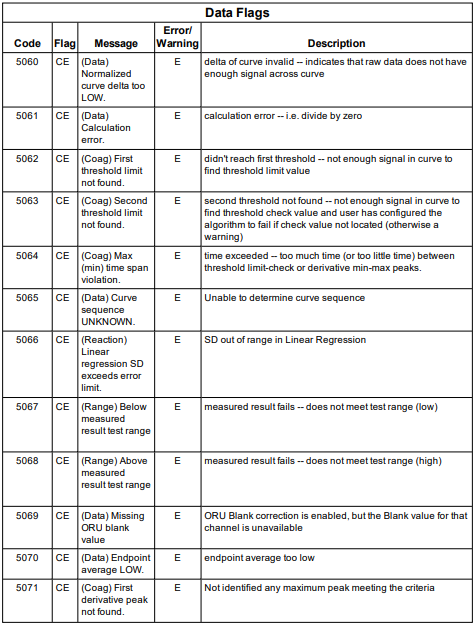 Data Flags
Code Flag Message Error/ Warning Description
5060 CE (Data) Normalized curve delta too LOW. E delta of curve invalid -- indicates that raw data does not have enough signal across curve
5061 CE (Data) Calculation error. E calculation error -- i.e. divide by zero
5062 CE (Coag) First threshold limit not found. E didn't reach first threshold -- not enough signal in curve to find threshold limit value
5063 CE (Coag) Second threshold limit not found. E second threshold not found -- not enough signal in curve to find threshold check value and user has configured the algorithm to fail if check value not located (otherwise a warning)
5064 CE (Coag) Max (min) time span violation. E time exceeded -- too much time (or too little time) between threshold limit-check or derivative min-max peaks.
5065 CE (Data) Curve sequence UNKNOWN. E Unable to determine curve sequence
5066 CE (Reaction) Linear regression SD exceeds error limit. E SD out of range in Linear Regression
5067 CE (Range) Below measured result test range E measured result fails -- does not meet test range (low)
5068 CE (Range) Above measured result test range E measured result fails -- does not meet test range (high)
5069 CE (Data) Missing ORU blank value E ORU Blank correction is enabled, but the Blank value for that channel is unavailable
5070 CE (Data) Endpoint average LOW. E endpoint average too low
5071 CE (Coag) First derivative peak not found. E Not identified any maximum peak meeting the criteria